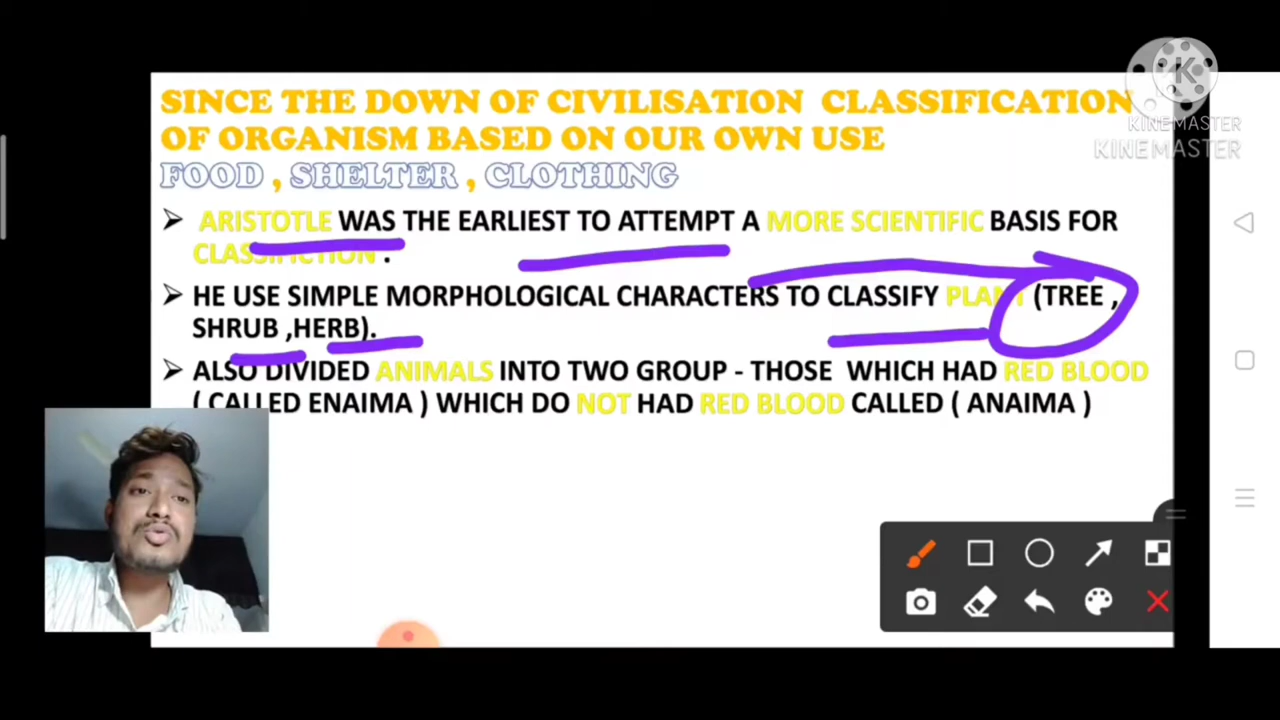 SINCE THE DOWN OF CIVILISATION CLASSIFICATION
OF ORGANISM BASED ON OUR OWN USE
FOOD , SHELTER , CLOTHING
➢ ARISTOTLE WAS THE EARLIEST TO ATTEMPT A MORE SCIENTIFIC BASIS FOR
CLASSIFICTION .
➢ HE USE SIMPLE MORPHOLOGICAL CHARACTERS TO CLASSIFY PLANT (TREE ,
SHRUB ,HERB).
➢ ALSO DIVIDED ANIMALS INTO TWO GROUP - THOSE WHICH HAD RED BLOOD
( CALLED ENAIMA ) WHICH DO NOT HAD RED BLOOD CALLED ( ANAIMA )
K
KINEMASTER
KINEMASTER